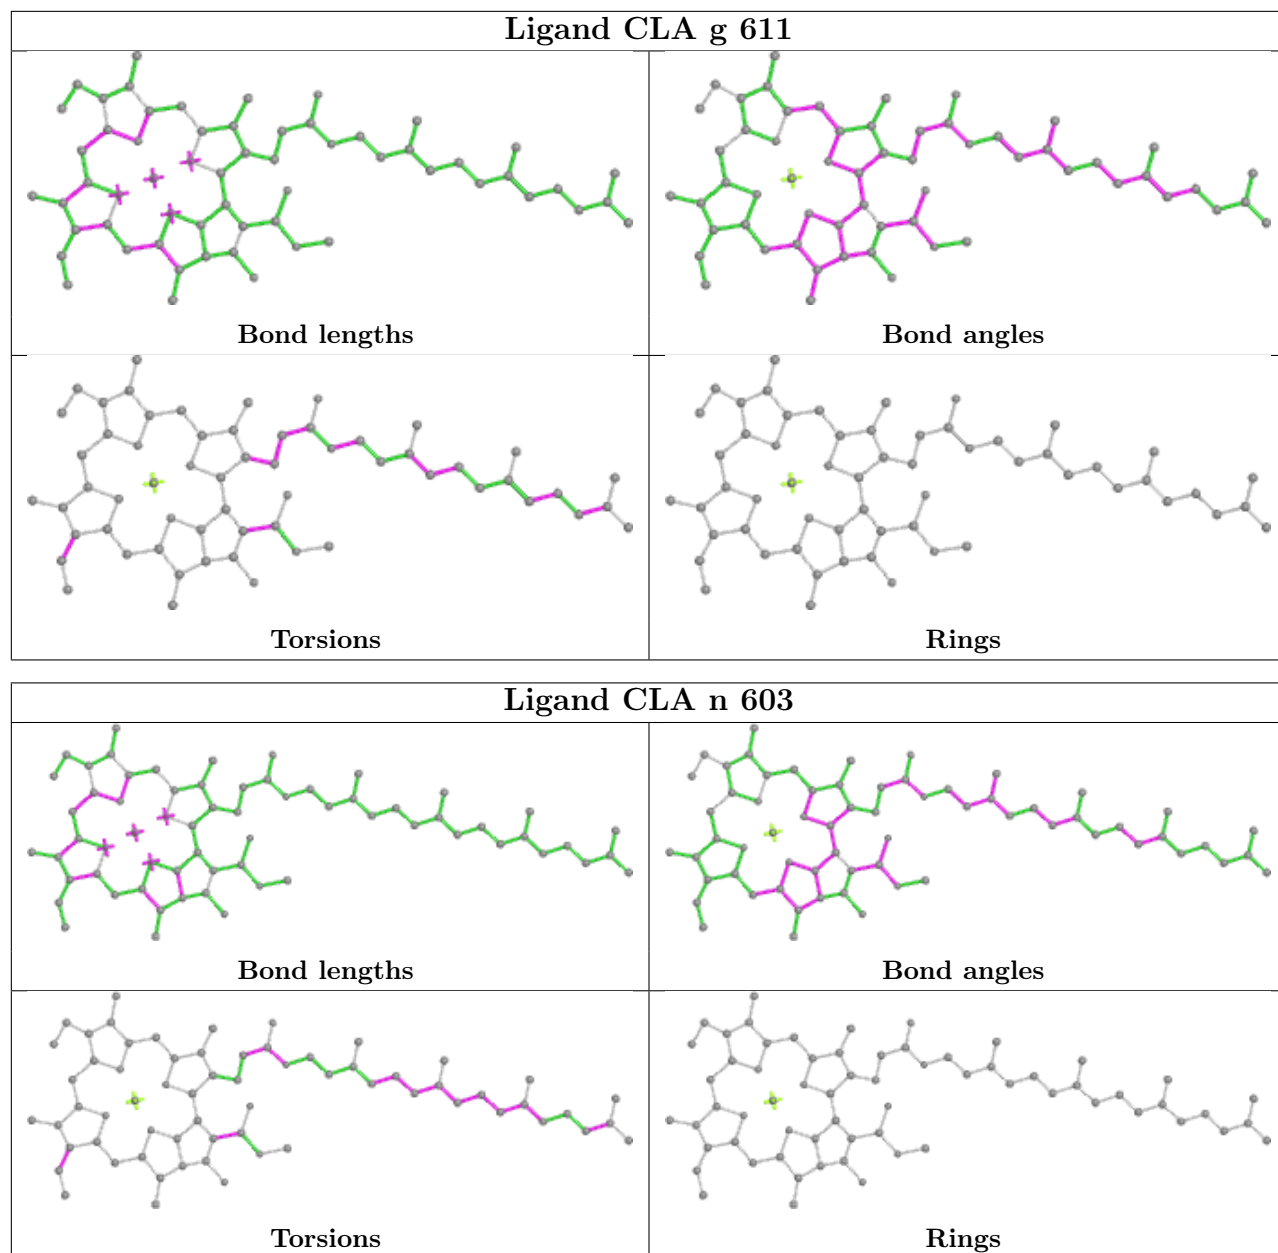 Ligand CLA g 611
Bond lengths
Bond angles
Torsions
Rings
Ligand CLA n 603
Bond lengths
Bond angles
Torsions
Rings